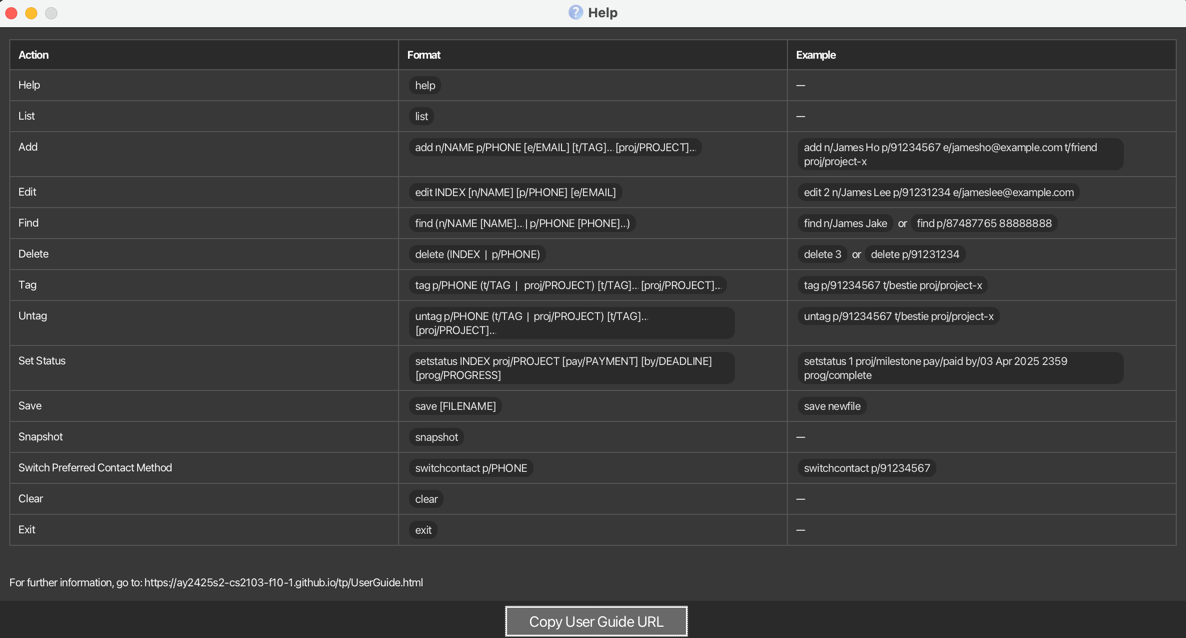 Help
Action Format Example
Help help —
List list —
Add add n/NAME p/PHONE [e/EMAIL] [t/TAG]... [proj/PROJECT]... add n/James Ho p/91234567 e/jamesho@example.com t/friend
proj/project-x
Edit edit INDEX [n/NAME] [p/PHONE] [e/EMAIL] edit 2 n/James Lee p/91231234 e/jameslee@example.com
Find find (n/NAME [NAME]... | p/PHONE [PHONE]...) find n/James Jake or find p/87487765 88888888
Delete delete (INDEX | p/PHONE) delete 3 or delete p/91231234
Tag tag p/PHONE (t/TAG | proj/PROJECT) [t/TAG]... [proj/PROJECT]... tag p/91234567 t/bestie proj/project-x
Untag untag p/PHONE (t/TAG | proj/PROJECT) [t/TAG]... untag p/91234567 t/bestie proj/project-x
[proj/PROJECT]...
Set Status setstatus INDEX proj/PROJECT [pay/PAYMENT] [by/DEADLINE] setstatus 1 proj/milestone pay/paid by/03 Apr 2025 2359
[prog/PROGRESS] prog/complete
Save save [FILENAME] save newfile
Snapshot snapshot —
Switch Preferred Contact Method switchcontact p/PHONE switchcontact p/91234567
Clear clear —
Exit exit —
For further information, go to: https://ay2425s2-cs2103-f10-1.github.io/tp/UserGuide.html
Copy User Guide URL